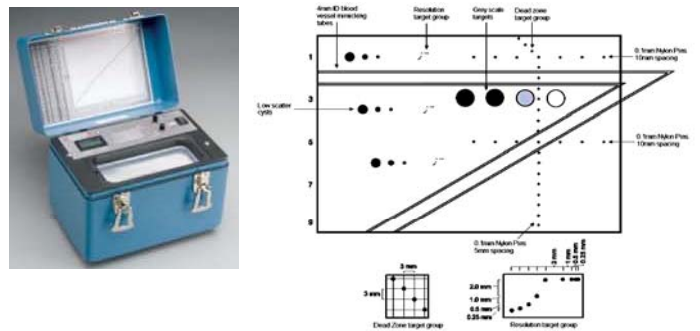 4mm ID blood
vessel mimicking
tubes
Resolution
target group
Grey scale
targets
Dead zone
target group
1
0.1mm Nylon Pins
10mm spacing
3
Low scatter
cysts
5
0.1mm Nylon Pins
10mm spacing
7
9
0.1mm Nylon Pins
5mm spacing
3 mm
3 mm
Dead Zone target group
2 mm
1 mm
0.5 mm
0.25 mm
2.0 mm
1.0 mm
0.5 mm
0.25 mm
Resolution target group